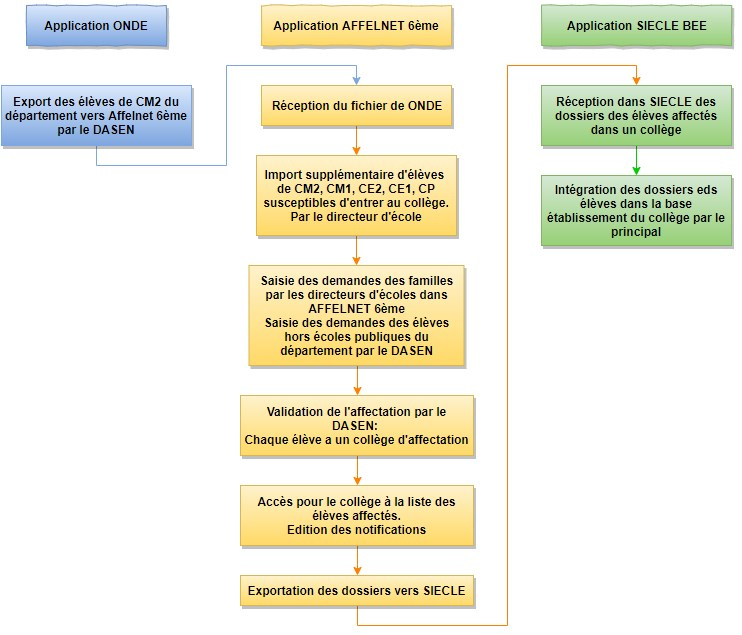 Application ONDE
Application AFFELNET 6ème
Application SIECLE BEE
Export des élèves de CM2 du
département vers Affelnet 6ème
par le DASEN
Réception du fichier de ONDE
Import supplémentaire d'élèves
de CM2, CM1, CE2, CE1, CP
susceptibles d'entrer au collège.
Par le directeur d'école
Saisie des demandes des familles
par les directeurs d'écoles dans
AFFELNET 6ème
Saisie des demandes des élèves
hors écoles publiques du
département par le DASEN
Validation de l'affectation par le
DASEN:
Chaque élève a un collège d'affectation
Accès pour le collège à la liste des
élèves affectés.
Edition des notifications
Exportation des dossiers vers SIECLE
Réception dans SIECLE des
dossiers des élèves affectés
dans un collège
Intégration des dossiers eds
élèves dans la base
établissement du collège par le
principal